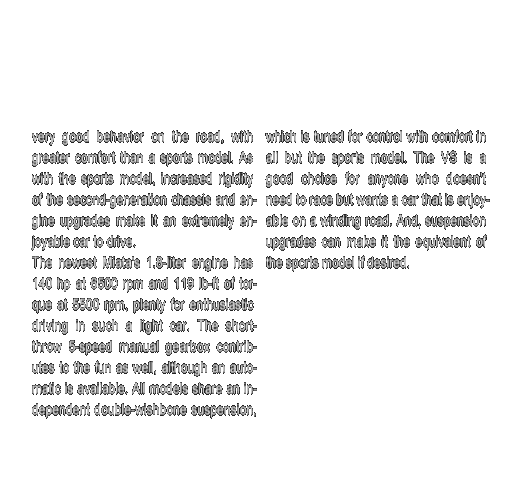 very good behavior on the road, with
greater comfort than a sports model. As
with the sports model, increased rigidity
of the second-generation chassis and en-
gine upgrades make it an extremely en-
joyable car to drive.
The newest Miata's 1.8-liter engine has
140 hp at 6500 rpm and 119 lb-ft of tor-
que at 5500 rpm, plenty for enthusiastic
driving in such a light car. The short-
throw 5-speed manual gearbox contrib-
utes to the fun as well, although an auto-
matic is available. All models share an in-
dependent double-wishbone suspension,
which is tuned for control with comfort in
all but the sports model. The VS is a
good choice for anyone who doesn't
need to race but wants a car that is enjoy-
able on a winding road. And, suspension
upgrades can make it the equivalent of
the sports model if desired.